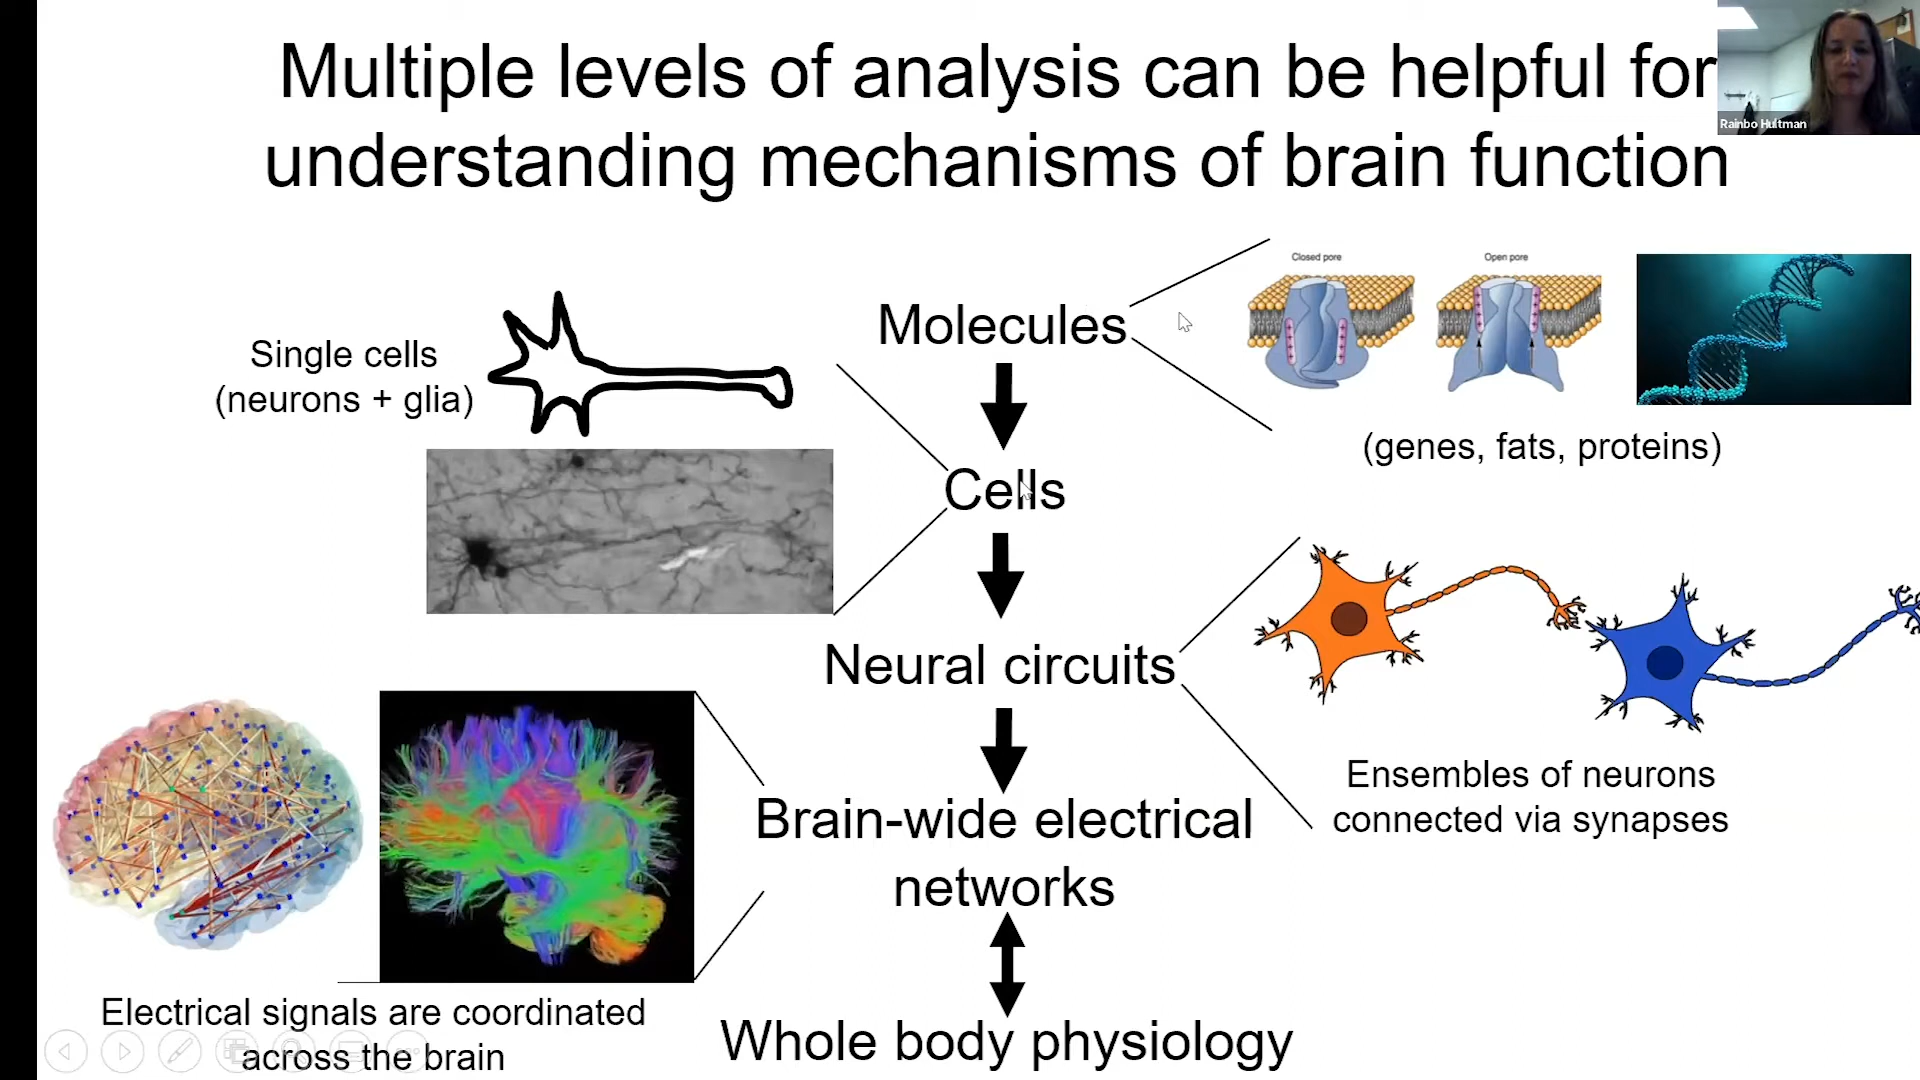 Multiple levels of analysis can be helpful for
understanding mechanisms of brain function
Rainbo Hultman
Closed pore
Open pore
Molecules
(genes, fats, proteins)
Single cells
(neurons + glia)
Cells
Neural circuits
Ensembles of neurons
connected via synapses
Brain-wide electrical
networks
Electrical signals are coordinated
across the brain
Whole body physiology